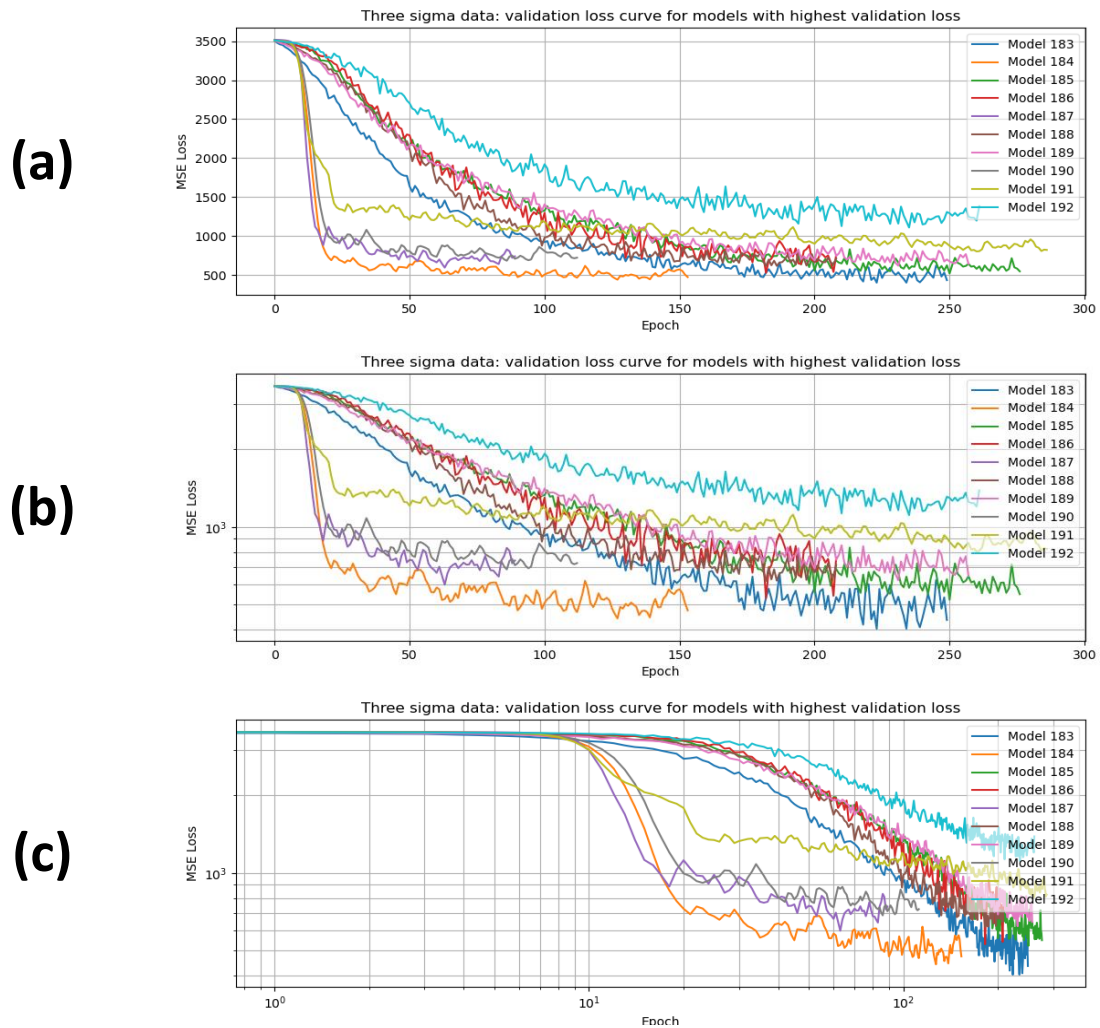 (a)
Three sigma data: validation loss curve for models with highest validation loss
MSE Loss
3500
3000
2500
2000
1500
1000
500
0
50
100
150
200
250
300
Epoch
Model 183
Model 184
Model 185
Model 186
Model 187
Model 188
Model 189
Model 190
Model 191
Model 192
(b)
Three sigma data: validation loss curve for models with highest validation loss
MSE Loss
10³
0
50
100
150
200
250
300
Epoch
Model 183
Model 184
Model 185
Model 186
Model 187
Model 188
Model 189
Model 190
Model 191
Model 192
(c)
Three sigma data: validation loss curve for models with highest validation loss
MSE Loss
10³
10⁰
10¹
10²
Epoch
Model 183
Model 184
Model 185
Model 186
Model 187
Model 188
Model 189
Model 190
Model 191
Model 192